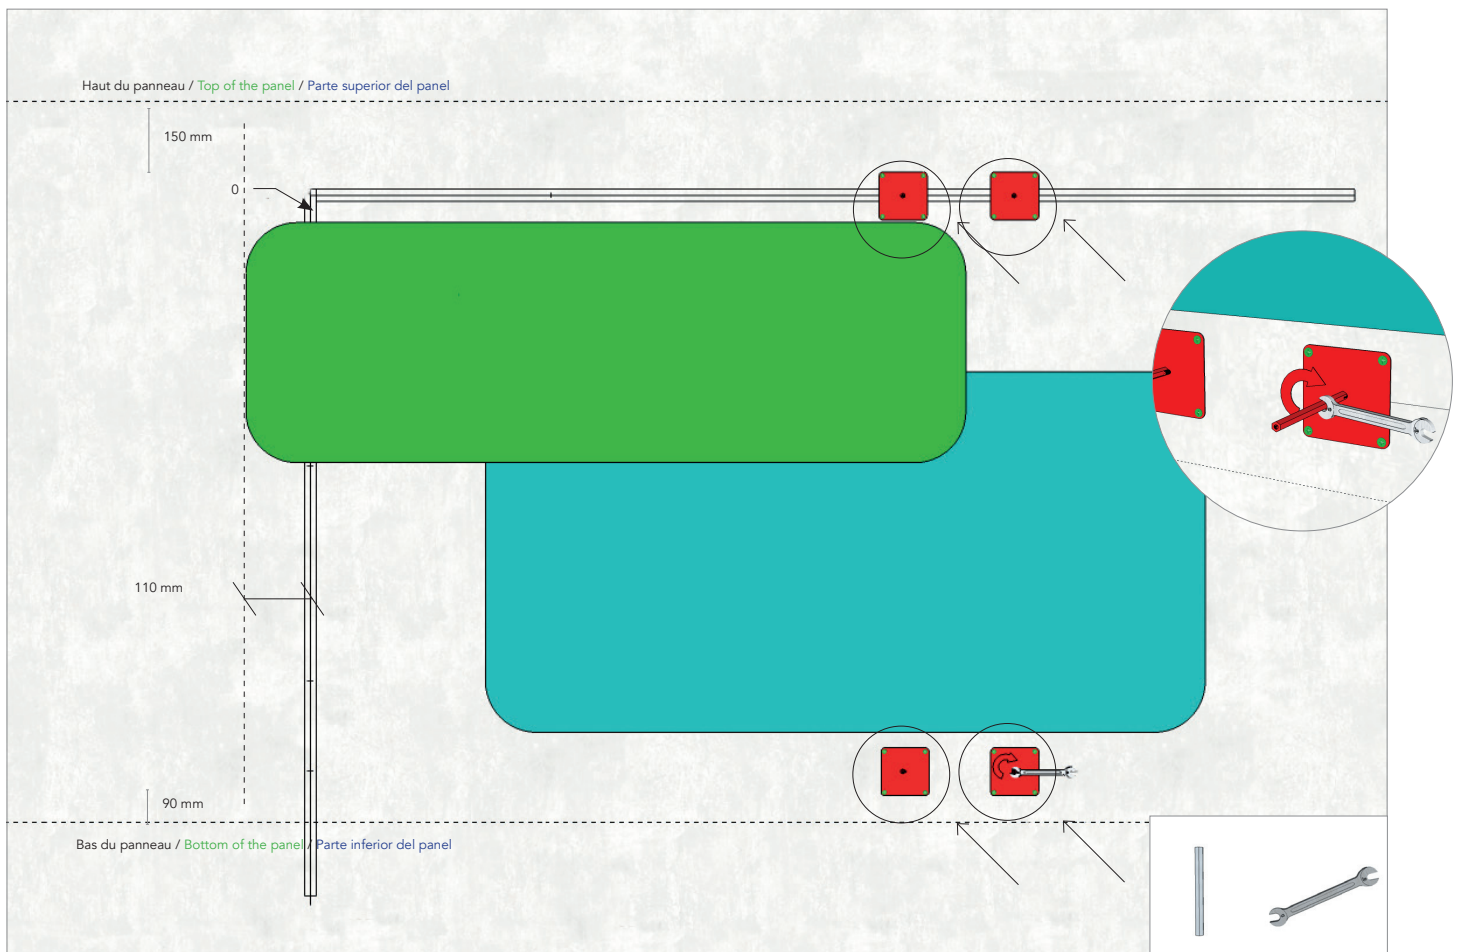 Haut du panneau / Top of the panel / Parte superior del panel
150 mm
0
110 mm
90 mm
Bas du panneau / Bottom of the panel / Parte inferior del panel